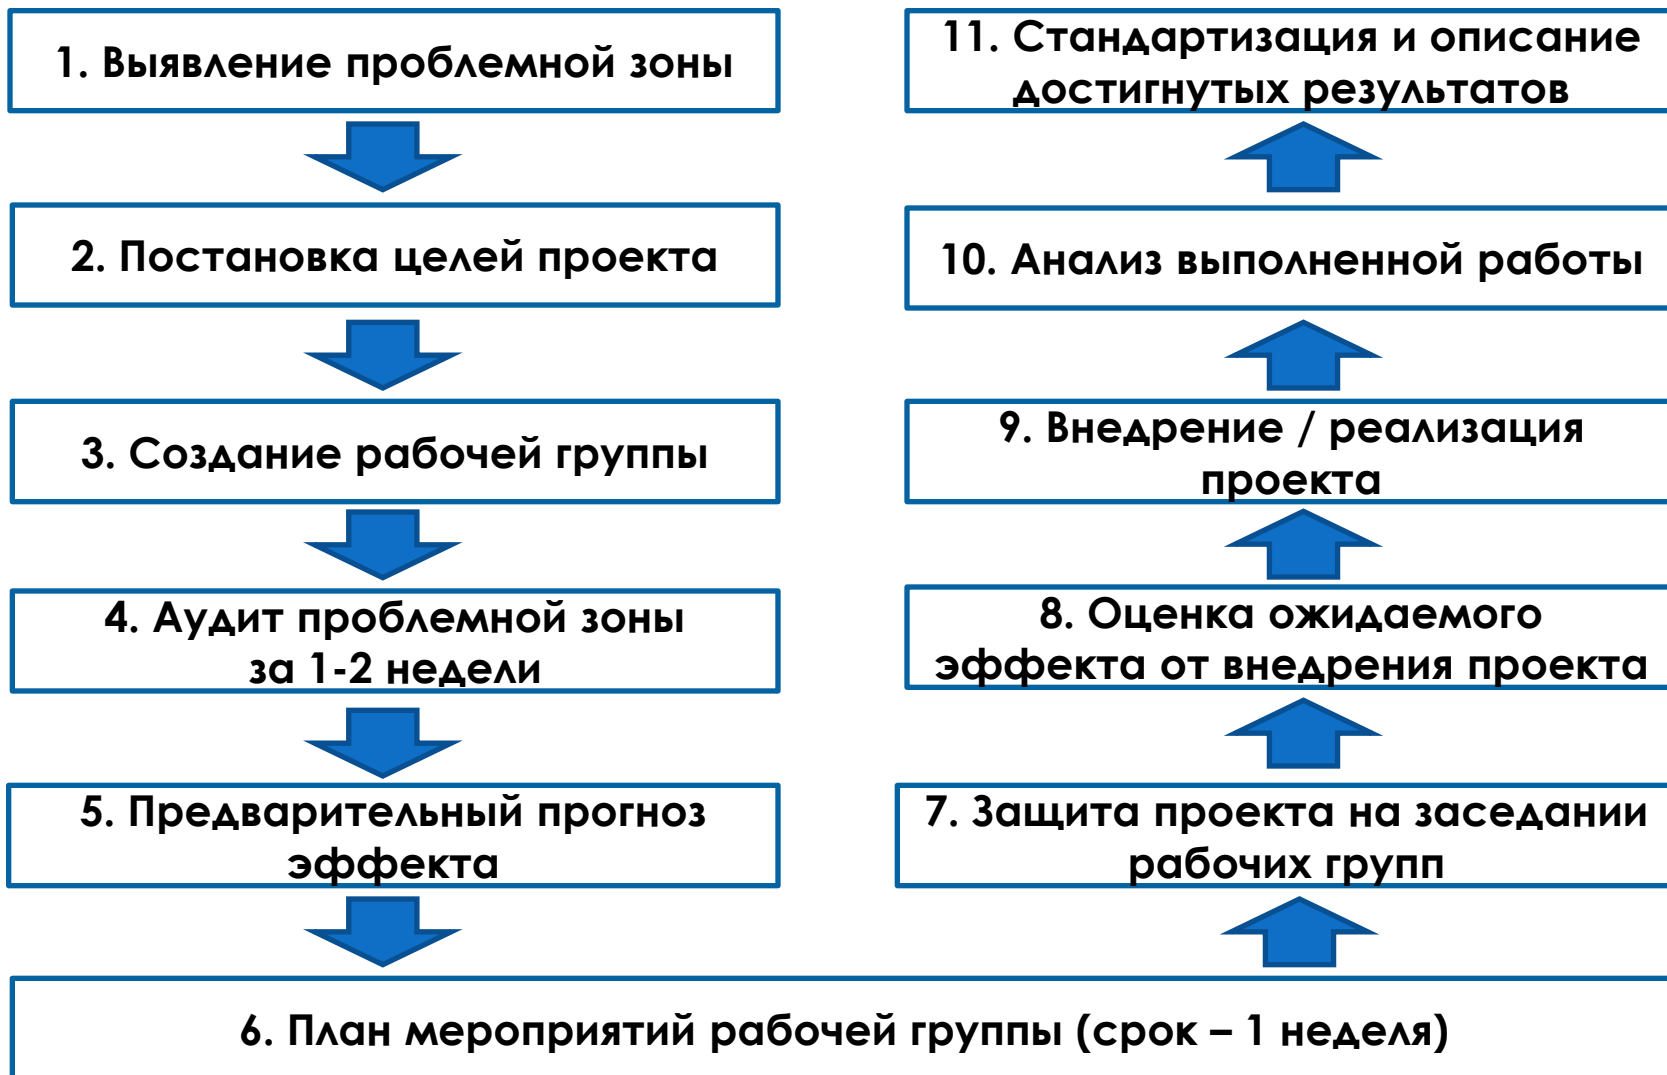 1. Выявление проблемной зоны
2. Постановка целей проекта
3. Создание рабочей группы
4. Аудит проблемной зоны
за 1-2 недели
5. Предварительный прогноз
эффекта
6. План мероприятий рабочей группы (срок – 1 неделя)
7. Защита проекта на заседании
рабочих групп
8. Оценка ожидаемого
эффекта от внедрения проекта
9. Внедрение / реализация
проекта
10. Анализ выполненной работы
11. Стандартизация и описание
достигнутых результатов